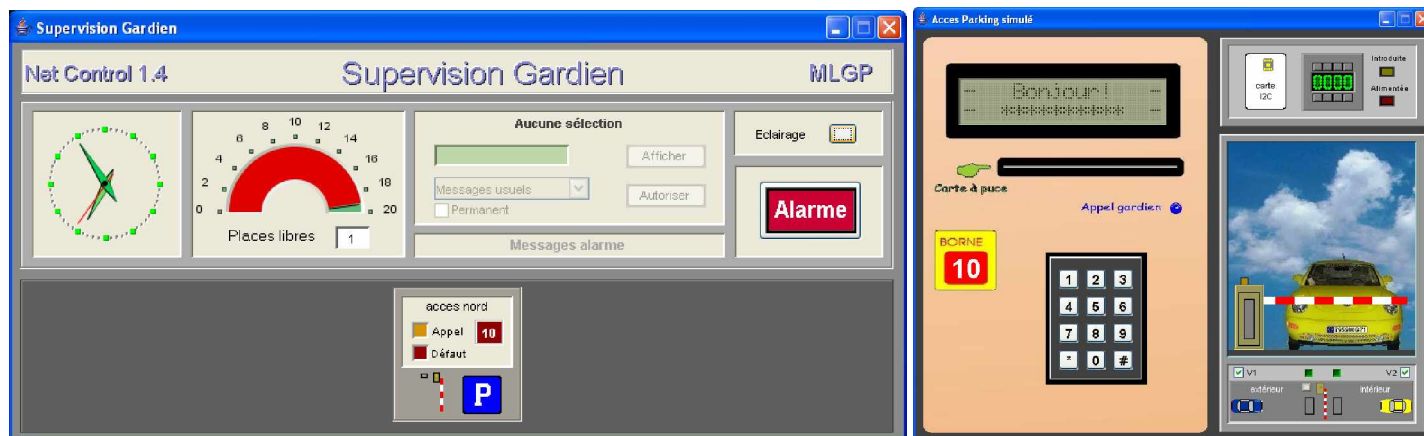 Supervision Gardien
Net Control 1.4
Supervision Gardien
MLGP
0
2
4
6
8
10
12
14
16
18
20
Places libres 1
Aucune sélection
Afficher
Messages usuels
Autoriser
Permanent
Messages alarme
Eclairage
Alarme
acces nord
Appel 10
Défaut
P
Acces Parking simulé
-- Bonjour! --
-- ************* --
Carte à puce
Appel gardien
BORNE
10
1 2 3
4 5 6
7 8 9
* 0 #
carte
I2C
0000
Introduite
Alimentée
V1
V2
extérieur
intérieur